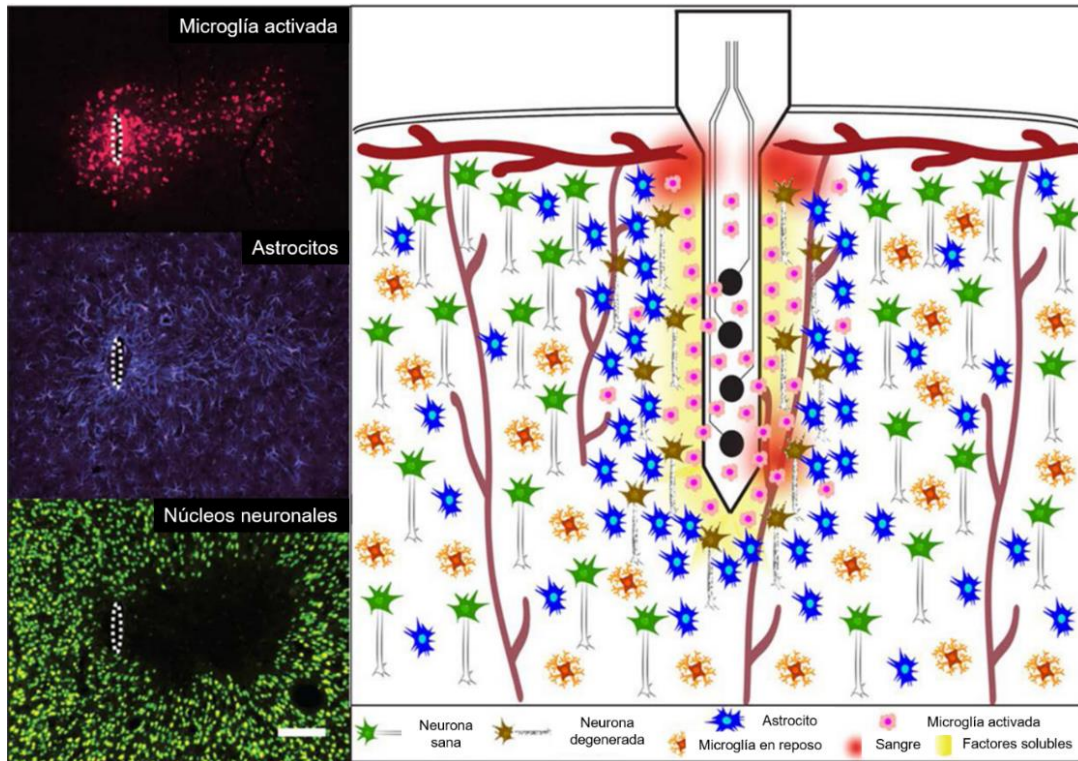 Microglía activada
Astrocitos
Núcleos neuronales
Neurona
sana
Neurona
degenerada
Astrocito
Microglía en reposo
Microglía activada
Sangre
Factores solubles